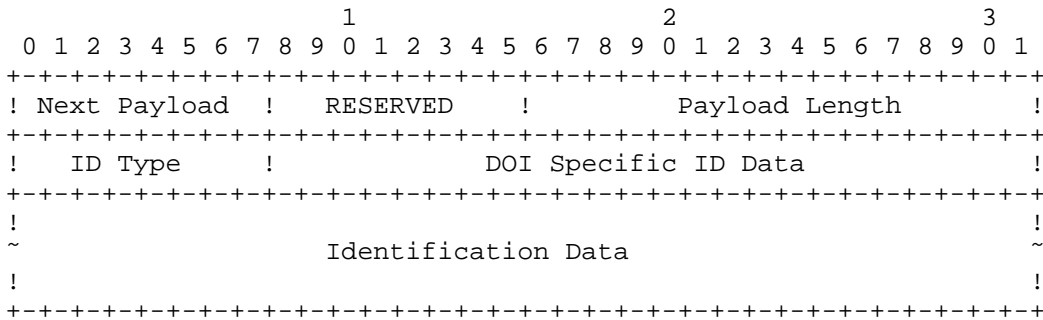 1                   2                   3
 0 1 2 3 4 5 6 7 8 9 0 1 2 3 4 5 6 7 8 9 0 1 2 3 4 5 6 7 8 9 0 1
+-+-+-+-+-+-+-+-+-+-+-+-+-+-+-+-+-+-+-+-+-+-+-+-+-+-+-+-+-+-+-+-+
! Next Payload  !   RESERVED    !         Payload Length        !
+-+-+-+-+-+-+-+-+-+-+-+-+-+-+-+-+-+-+-+-+-+-+-+-+-+-+-+-+-+-+-+-+
!   ID Type     !             DOI Specific ID Data              !
+-+-+-+-+-+-+-+-+-+-+-+-+-+-+-+-+-+-+-+-+-+-+-+-+-+-+-+-+-+-+-+-+
!                                                               !
~                   Identification Data                         ~
!                                                               !
+-+-+-+-+-+-+-+-+-+-+-+-+-+-+-+-+-+-+-+-+-+-+-+-+-+-+-+-+-+-+-+-+